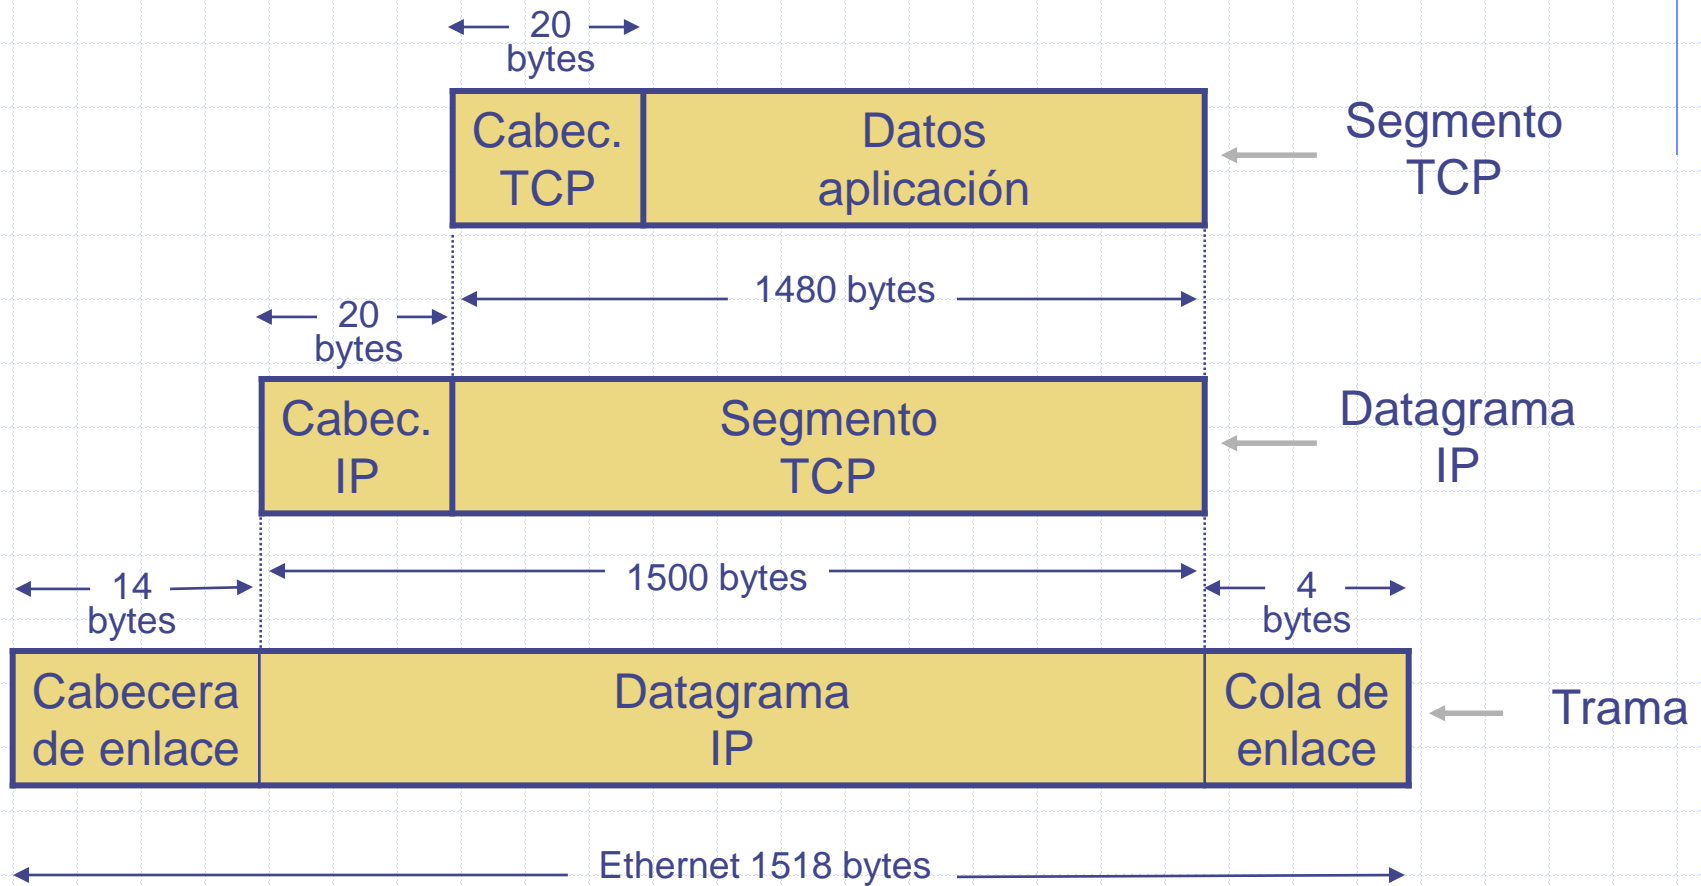 20
bytes
Cabec.
TCP
Datos
aplicación
Segmento
TCP
1480 bytes
20
bytes
Cabec.
IP
Segmento
TCP
Datagrama
IP
14
bytes
1500 bytes
4
bytes
Cabecera
de enlace
Datagrama
IP
Cola de
enlace
Trama
Ethernet 1518 bytes